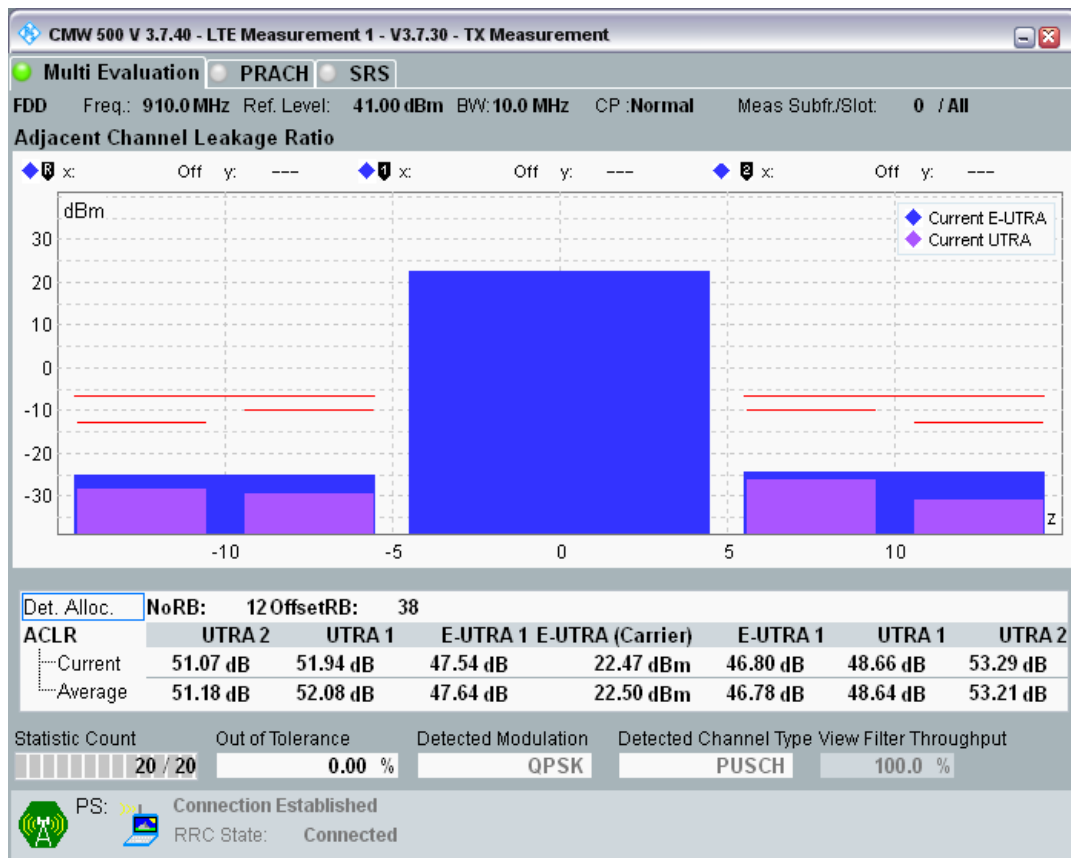 CMW 500 V 3.7.40 - LTE Measurement 1 - V3.7.30 - TX Measurement
Multi Evaluation PRACH SRS
FDD Freq.: 910.0 MHz Ref. Level: 41.00 dBm BW: 10.0 MHz CP :Normal Meas Subfr./Slot: 0 / All
Adjacent Channel Leakage Ratio
R x: Off y: --- 1 x: Off y: --- 2 x: Off y: ---
dBm
Current E-UTRA
Current UTRA
30
20
10
0
-10
-20
-30
z
-10 -5 0 5 10
Det. Alloc. NoRB: 12 OffsetRB: 38
ACLR UTRA 2 UTRA 1 E-UTRA 1 E-UTRA (Carrier) E-UTRA 1 UTRA 1 UTRA 2
Current 51.07 dB 51.94 dB 47.54 dB 22.47 dBm 46.80 dB 48.66 dB 53.29 dB
Average 51.18 dB 52.08 dB 47.64 dB 22.50 dBm 46.78 dB 48.64 dB 53.21 dB
Statistic Count Out of Tolerance Detected Modulation Detected Channel Type View Filter Throughput
20 / 20 0.00 % QPSK PUSCH 100.0 %
PS: Connection Established
RRC State: Connected